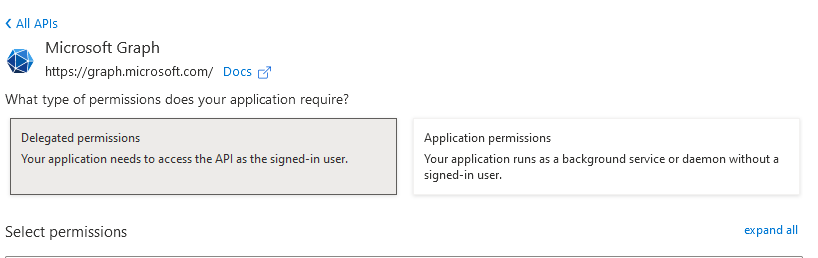 All APIs
Microsoft Graph
https://graph.microsoft.com/ Docs
What type of permissions does your application require?
Delegated permissions
Your application needs to access the API as the signed-in user.
Application permissions
Your application runs as a background service or daemon without a
signed-in user.
Select permissions
expand all